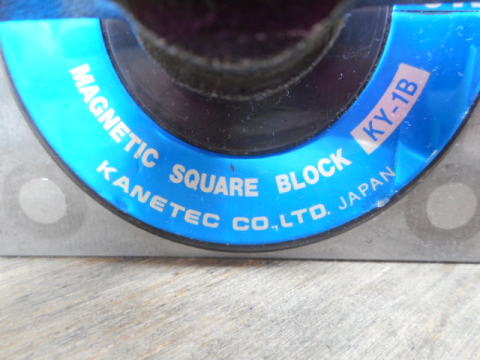 MAGNETIC SQUARE BLOCK KY-1B
KANETEC CO.,LTD. JAPAN